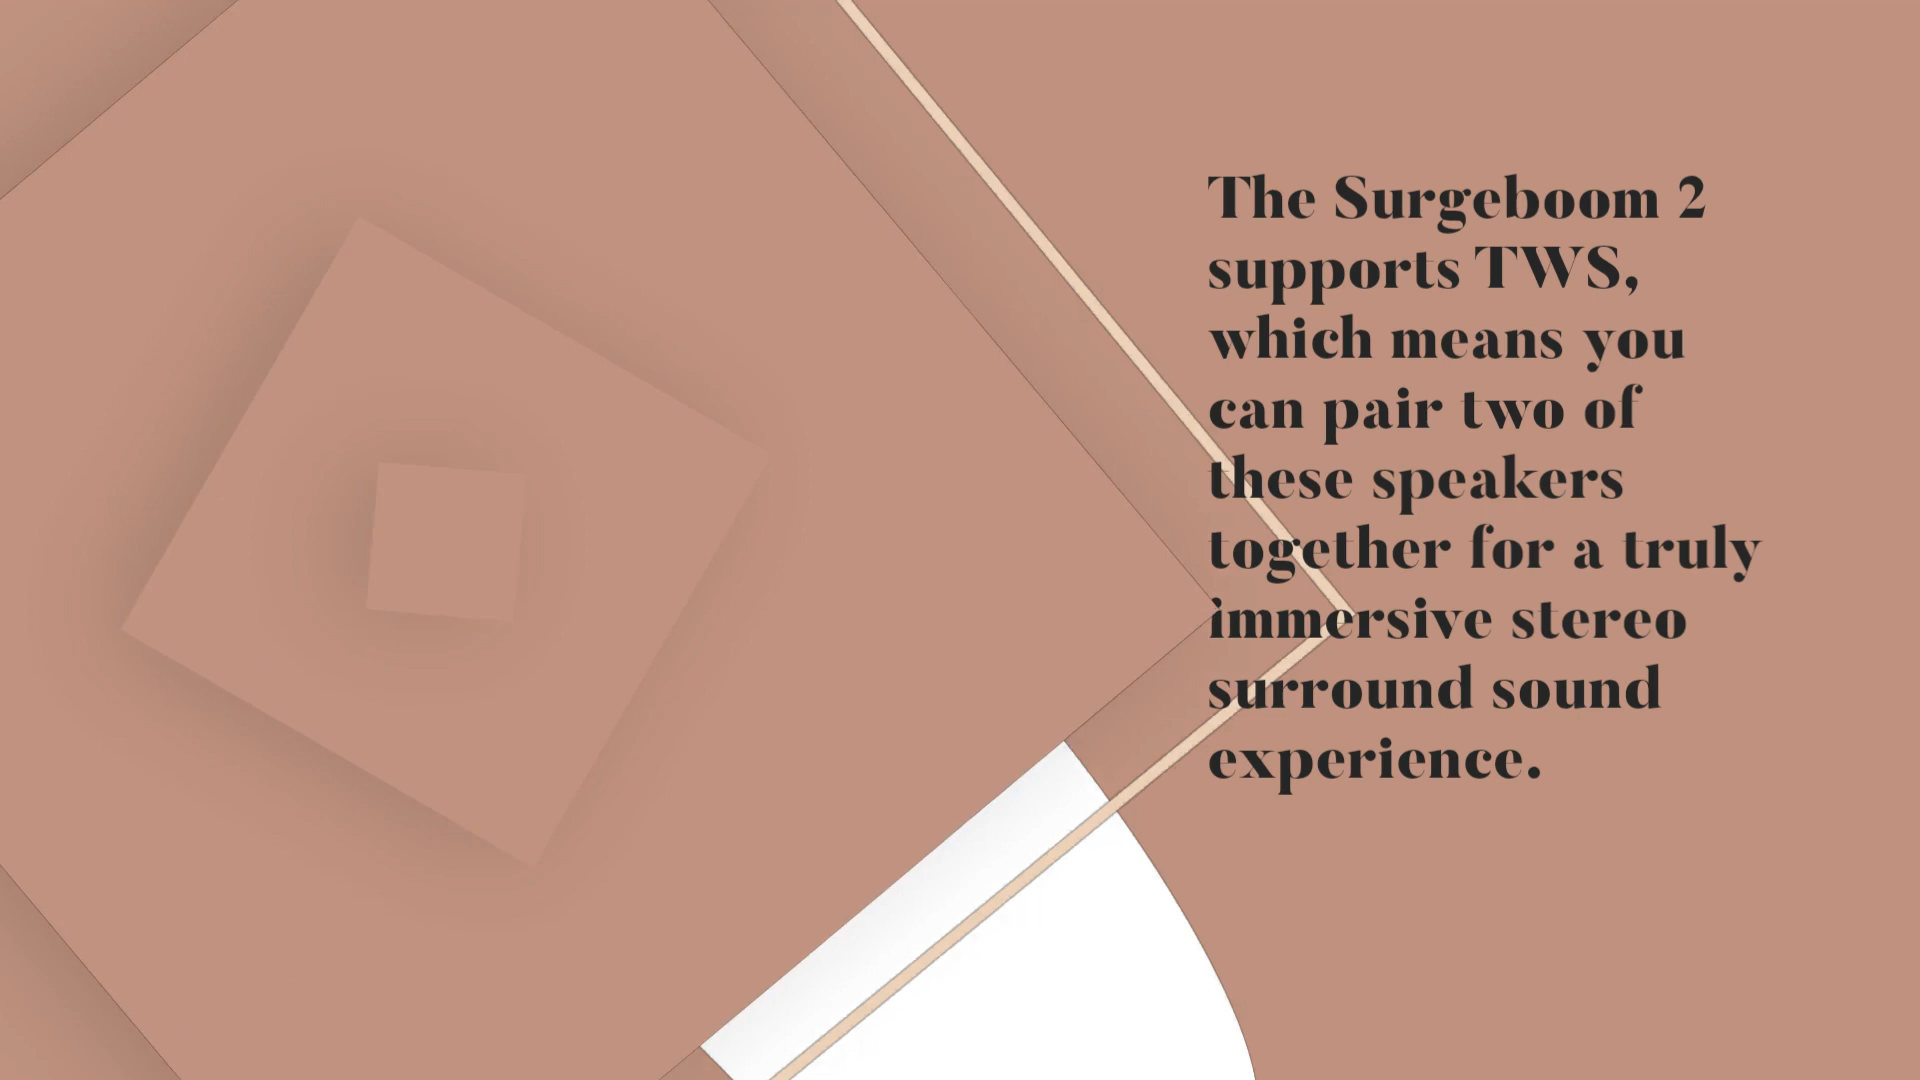 The Surgeboom 2
supports TWS,
which means you
can pair two of
these speakers
together for a truly
immersive stereo
surround sound
experience.